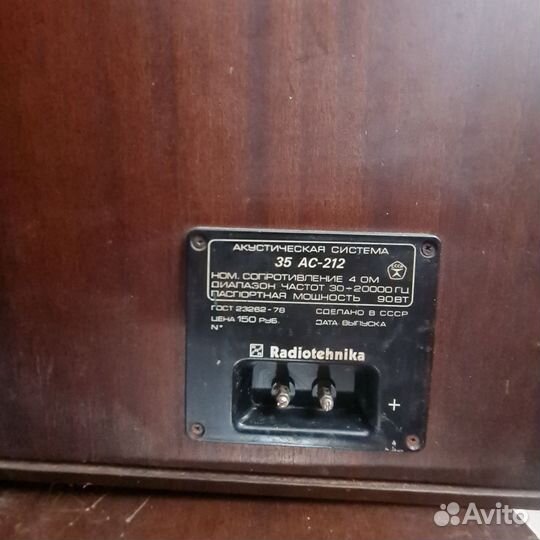 АКУСТИЧЕСКАЯ СИСТЕМА
35 АС-212
НОМ. СОПРОТИВЛЕНИЕ 4 ОМ
ДИАПАЗОН ЧАСТОТ 30÷20000 ГЦ
ПАСПОРТНАЯ МОЩНОСТЬ 90 ВТ
ГОСТ 23262-78 СДЕЛАНО В СССР
ЦЕНА 150 РУБ. ДАТА ВЫПУСКА
N°
Radiotehnika
+
Avito